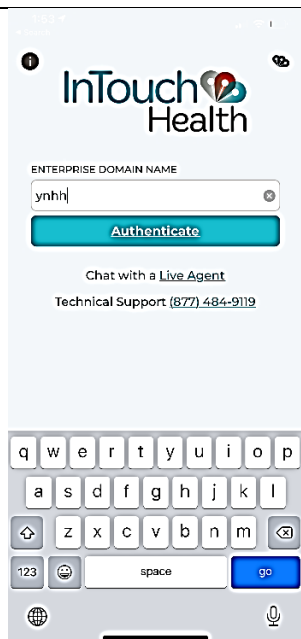 InTouch
Health
ENTERPRISE DOMAIN NAME
ynhh
Authenticate
Chat with a Live Agent
Technical Support (877) 484-9119
q w e r t y u i o p
a s d f g h j k l
z x c v b n m
123 space go